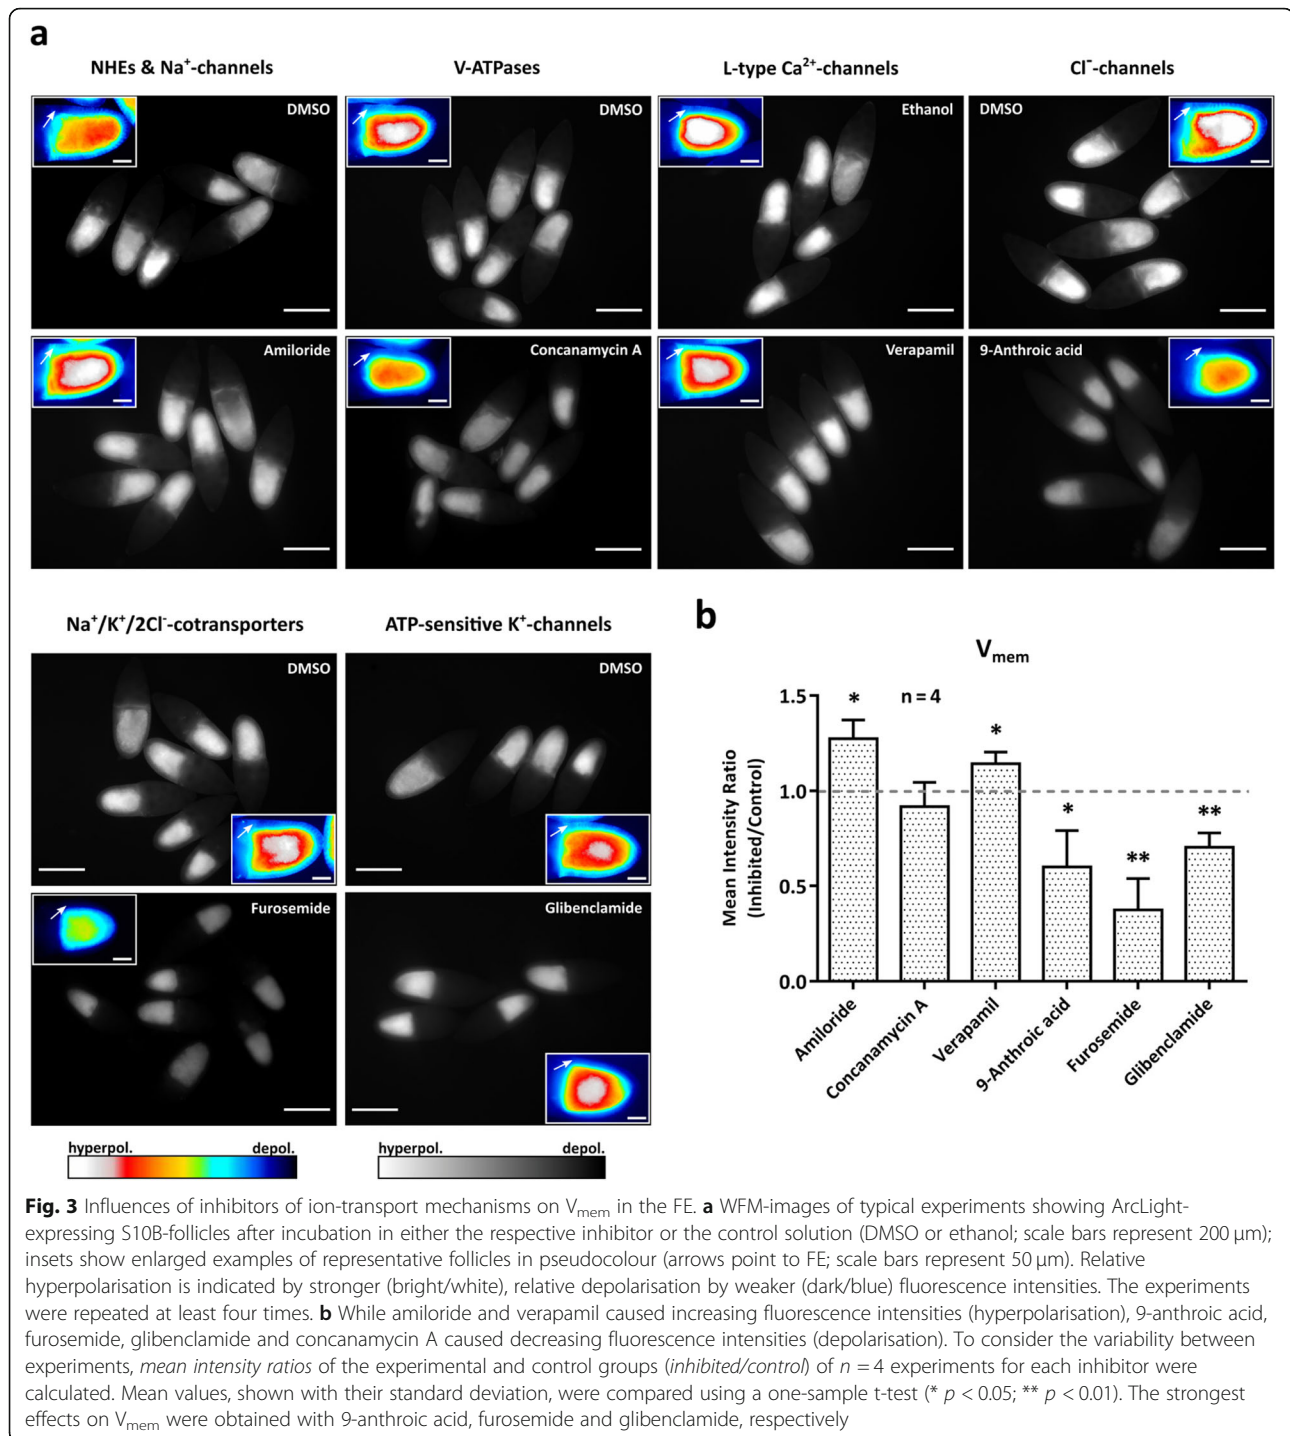 a
NHEs & Na⁺-channels
V-ATPases
L-type Ca²⁺-channels
Cl⁻-channels
DMSO
DMSO
Ethanol
DMSO
Amiloride
Concanamycin A
Verapamil
9-Anthroic acid
Na⁺/K⁺/2Cl⁻-cotransporters
ATP-sensitive K⁺-channels
DMSO
DMSO
Furosemide
Glibenclamide
hyperpol. depol.
hyperpol. depol.
b
Vmem
n = 4
* * * ** **
Mean Intensity Ratio
(Inhibited/Control)
1.5
1.0
0.5
0.0
Amiloride
Concanamycin A
Verapamil
9-Anthroic acid
Furosemide
Glibenclamide
Fig. 3 Influences of inhibitors of ion-transport mechanisms on Vmem in the FE. a WFM-images of typical experiments showing ArcLight-
expressing S10B-follicles after incubation in either the respective inhibitor or the control solution (DMSO or ethanol; scale bars represent 200 μm);
insets show enlarged examples of representative follicles in pseudocolour (arrows point to FE; scale bars represent 50 μm). Relative
hyperpolarisation is indicated by stronger (bright/white), relative depolarisation by weaker (dark/blue) fluorescence intensities. The experiments
were repeated at least four times. b While amiloride and verapamil caused increasing fluorescence intensities (hyperpolarisation), 9-anthroic acid,
furosemide, glibenclamide and concanamycin A caused decreasing fluorescence intensities (depolarisation). To consider the variability between
experiments, mean intensity ratios of the experimental and control groups (inhibited/control) of n = 4 experiments for each inhibitor were
calculated. Mean values, shown with their standard deviation, were compared using a one-sample t-test (* p < 0.05; ** p < 0.01). The strongest
effects on Vmem were obtained with 9-anthroic acid, furosemide and glibenclamide, respectively